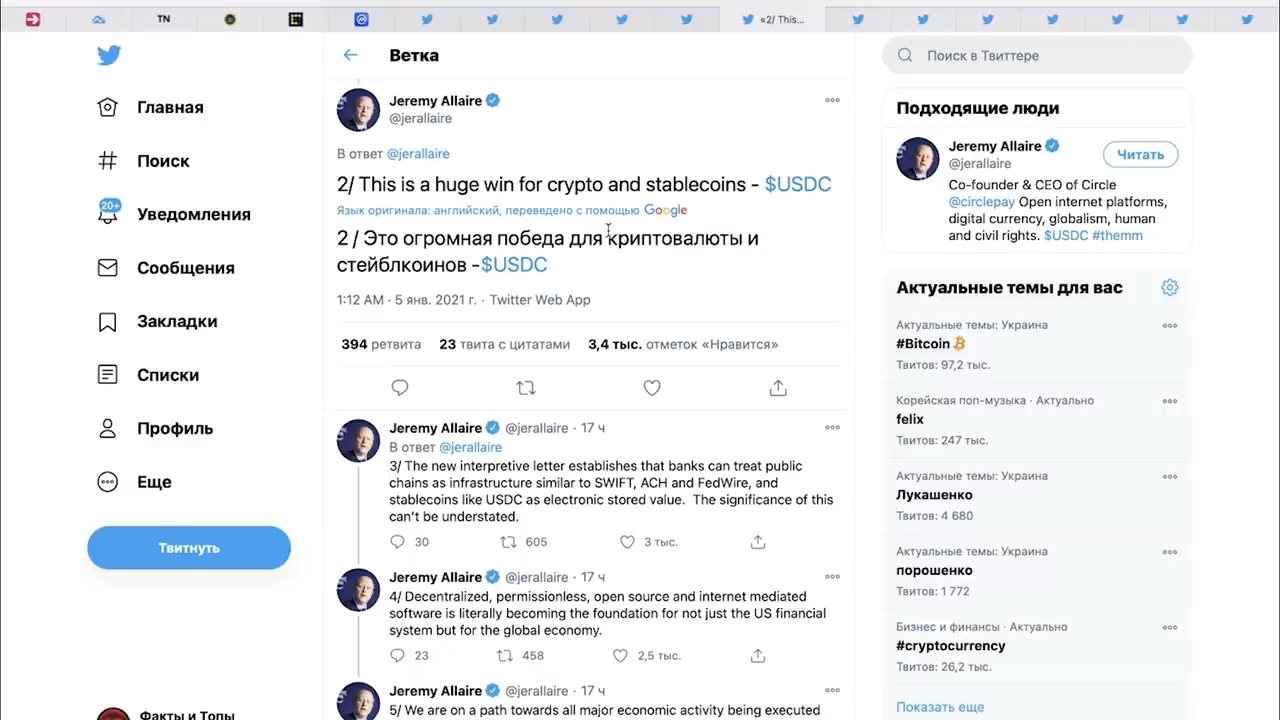 TN
«2/ This...
Главная
Поиск
20+
Уведомления
Сообщения
Закладки
Списки
Профиль
Еще
Твитнуть
Факты и Топы
Ветка
Jeremy Allaire
@jerallaire
В ответ @jerallaire
2/ This is a huge win for crypto and stablecoins - $USDC
Язык оригинала: английский, переведено с помощью Google
2 / Это огромная победа для криптовалюты и
стейблкоинов -$USDC
1:12 AM · 5 янв. 2021 г. · Twitter Web App
394 ретвита 23 твита с цитатами 3,4 тыс. отметок «Нравится»
Jeremy Allaire @jerallaire · 17 ч
В ответ @jerallaire
3/ The new interpretive letter establishes that banks can treat public
chains as infrastructure similar to SWIFT, ACH and FedWire, and
stablecoins like USDC as electronic stored value. The significance of this
can't be understated.
30 605 3 тыс.
Jeremy Allaire @jerallaire · 17 ч
4/ Decentralized, permissionless, open source and internet mediated
software is literally becoming the foundation for not just the US financial
system but for the global economy.
23 458 2,5 тыс.
Jeremy Allaire @jerallaire · 17 ч
5/ We are on a path towards all major economic activity being executed
Поиск в Твиттере
Подходящие люди
Jeremy Allaire
@jerallaire
Читать
Co-founder & CEO of Circle
@circlepay Open internet platforms,
digital currency, globalism, human
and civil rights. $USDC #themm
Актуальные темы для вас
Актуальные темы: Украина
#Bitcoin
Твитов: 97,2 тыс.
Корейская поп-музыка · Актуально
felix
Твитов: 247 тыс.
Актуальные темы: Украина
Лукашенко
Твитов: 4 680
Актуальные темы: Украина
порошенко
Твитов: 1 772
Бизнес и финансы · Актуально
#cryptocurrency
Твитов: 26,2 тыс.
Показать еще